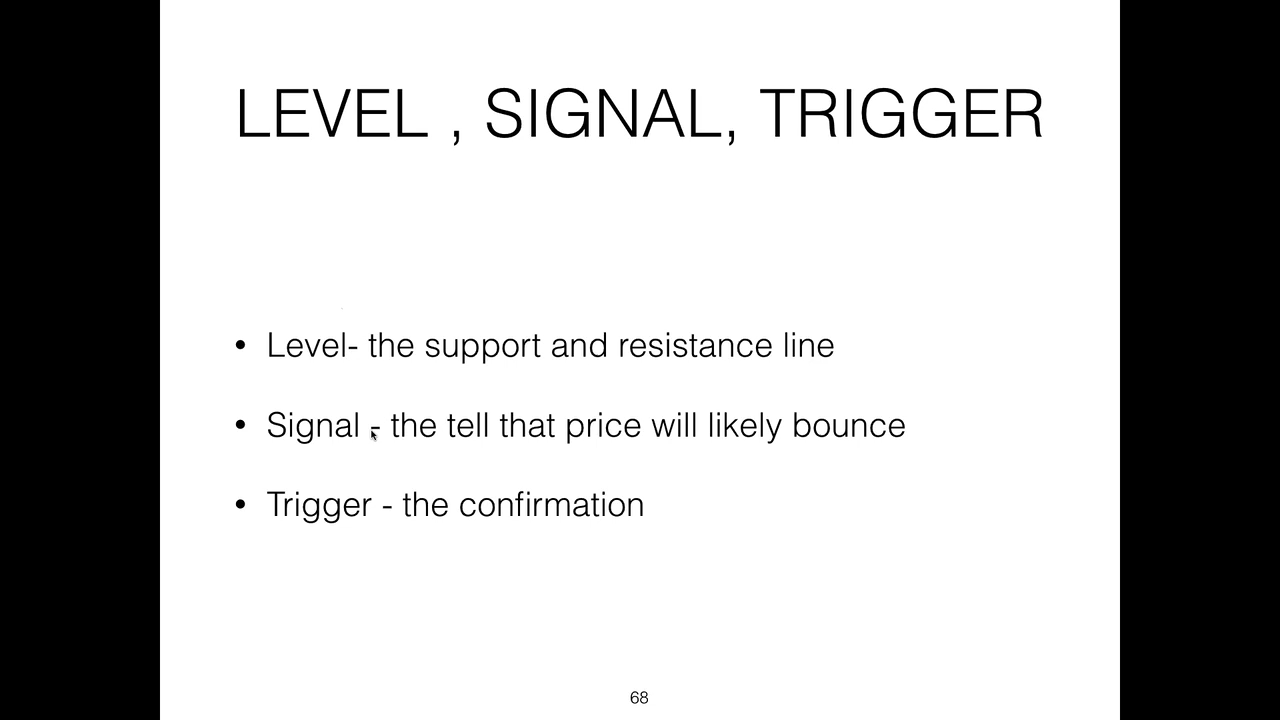 LEVEL , SIGNAL, TRIGGER
• Level- the support and resistance line
• Signal - the tell that price will likely bounce
• Trigger - the confirmation
68